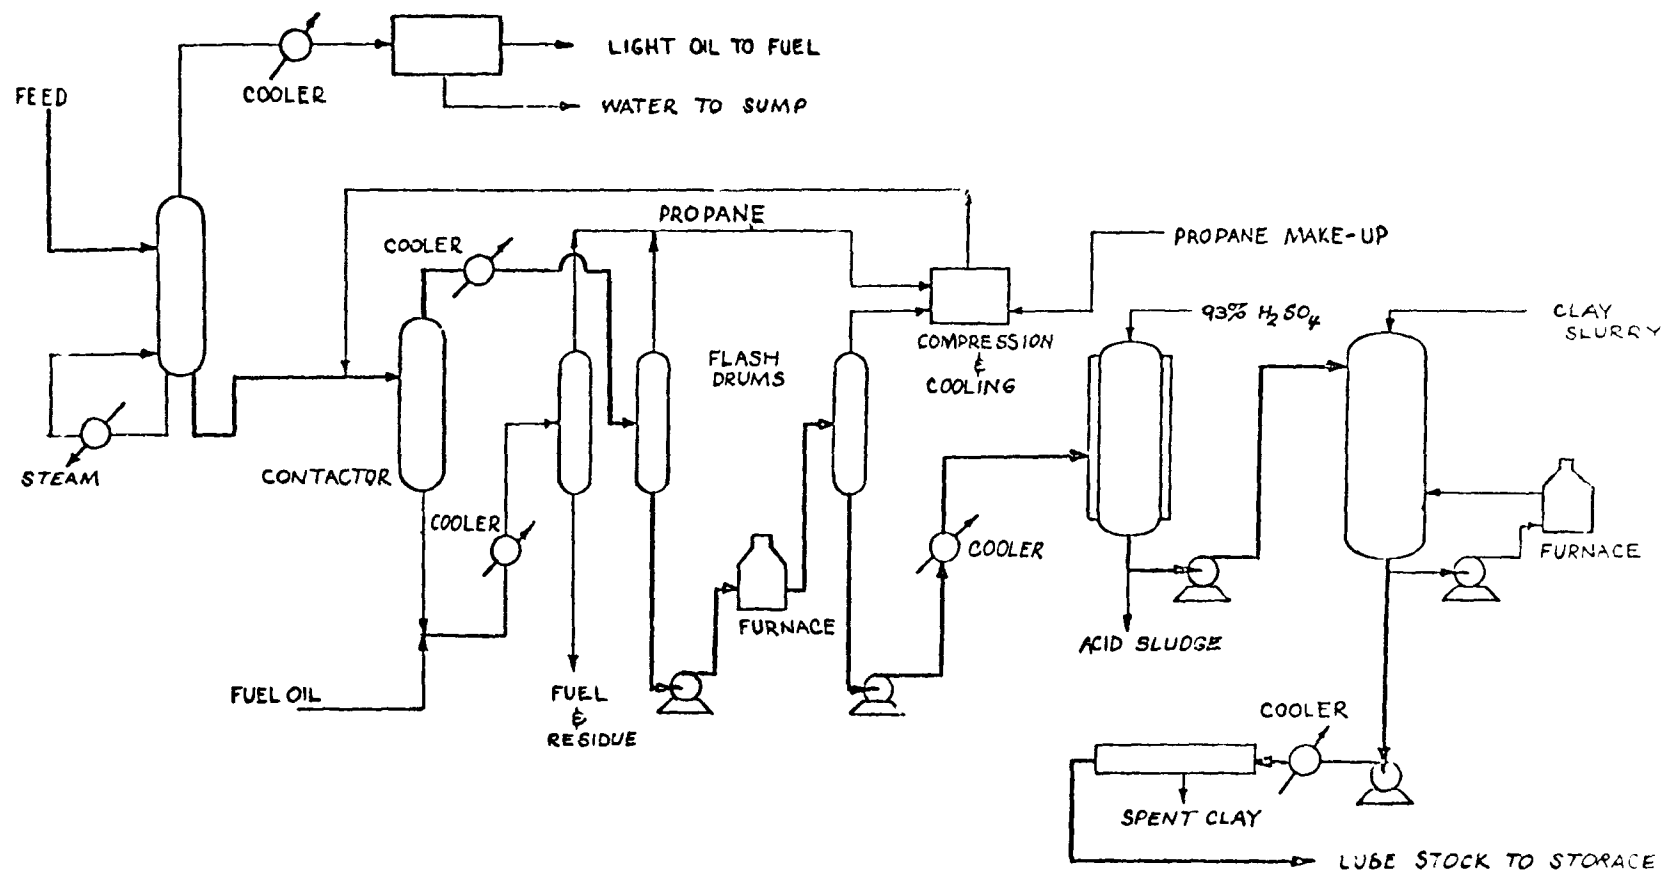 LIGHT OIL TO FUEL
COOLER
FEED
WATER TO SUMP
PROPANE
COOLER
PROPANE MAKE-UP
93% H2SO4
CLAY
SLURRY
COMPRESSION
&
COOLING
FLASH
DRUMS
STEAM
CONTACTOR
COOLER
COOLER
FURNACE
FURNACE
ACID SLUDGE
FUEL OIL
FUEL
&
RESIDUE
COOLER
SPENT CLAY
LUBE STOCK TO STORAGE